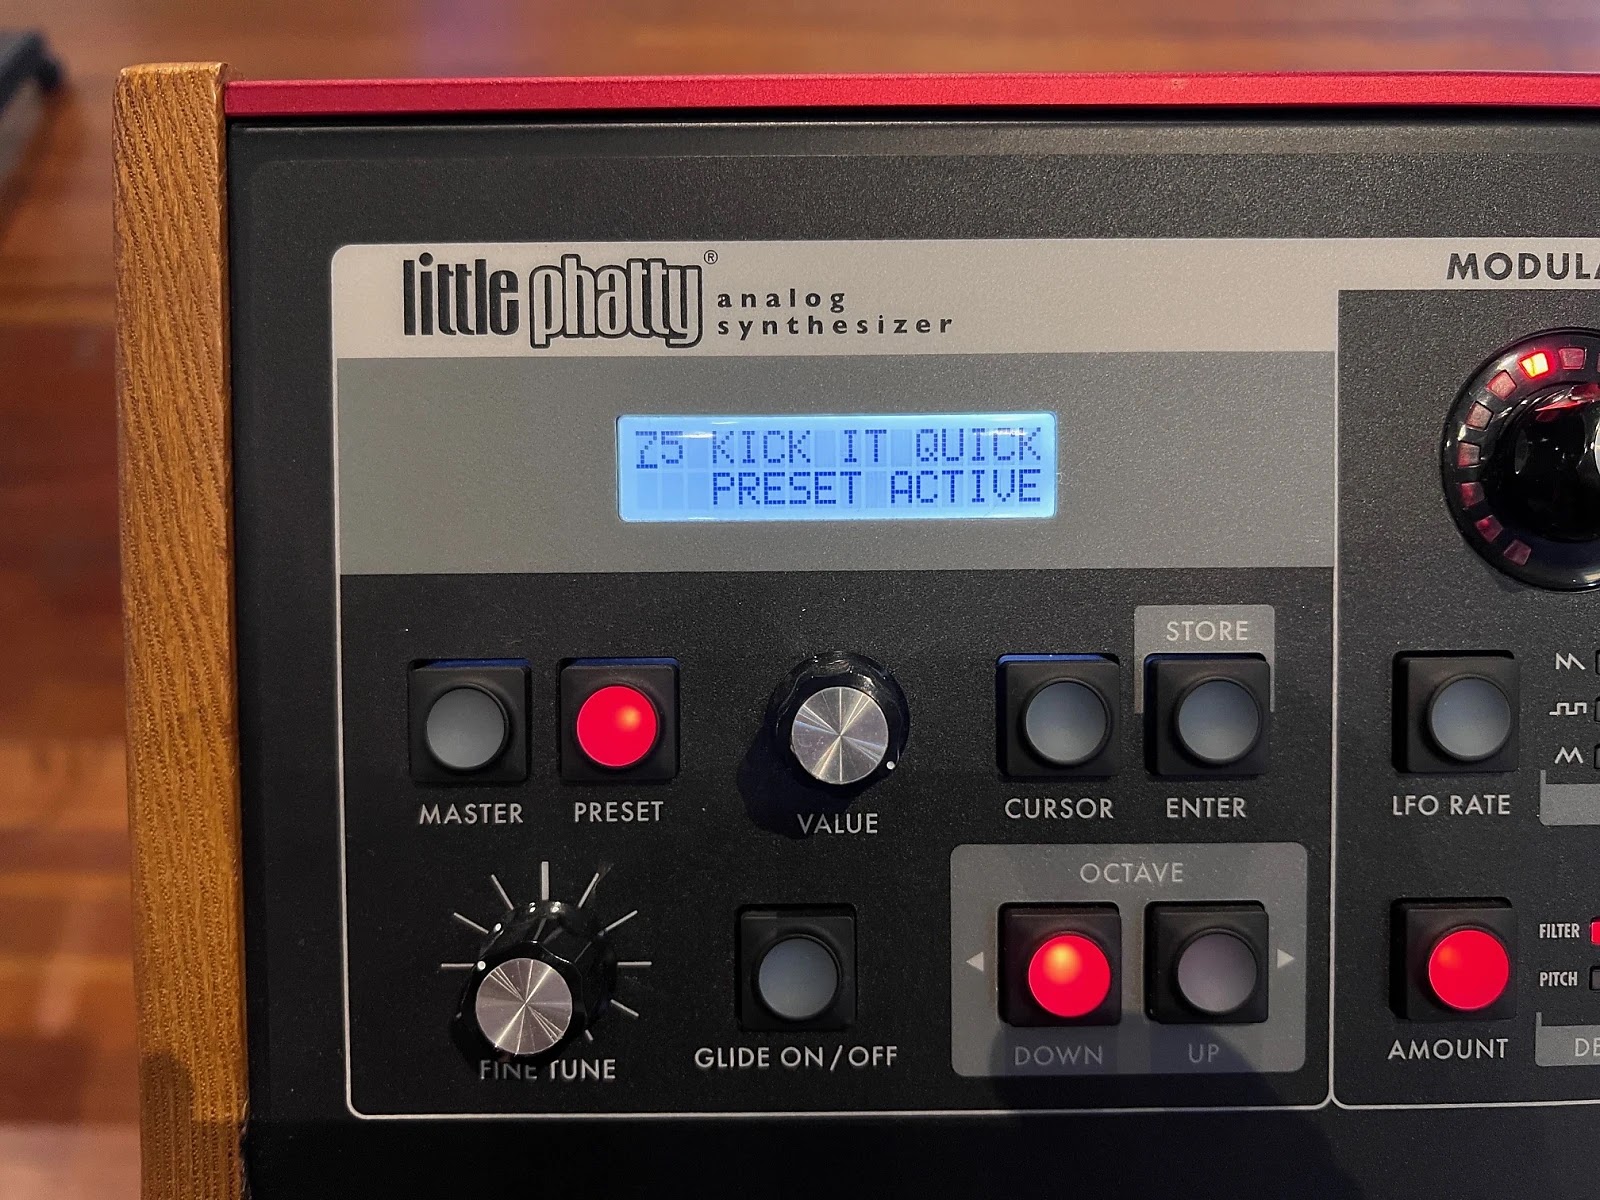 little phatty®
analog
synthesizer
25 KICK IT QUICK
PRESET ACTIVE
MASTER
PRESET
VALUE
STORE
CURSOR
ENTER
FINE TUNE
GLIDE ON/OFF
OCTAVE
DOWN
UP
LFO RATE
FILTER
PITCH
AMOUNT